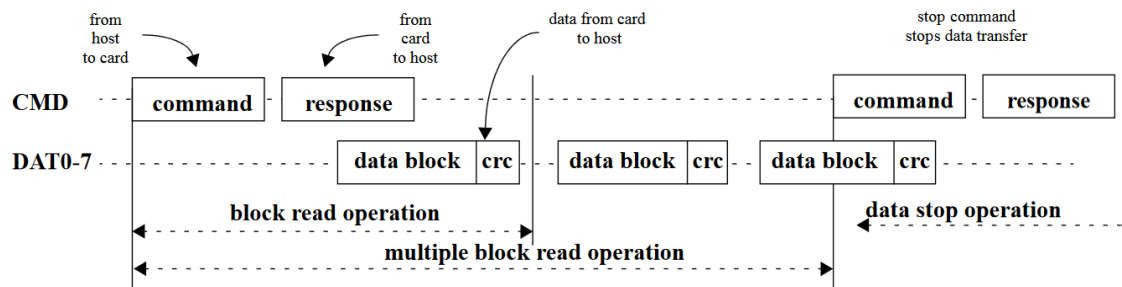 from
host
to card
from
card
to host
data from card
to host
stop command
stops data transfer
CMD
command
response
command
response
DAT0-7
data block
crc
data block
crc
data block
crc
block read operation
data stop operation
multiple block read operation